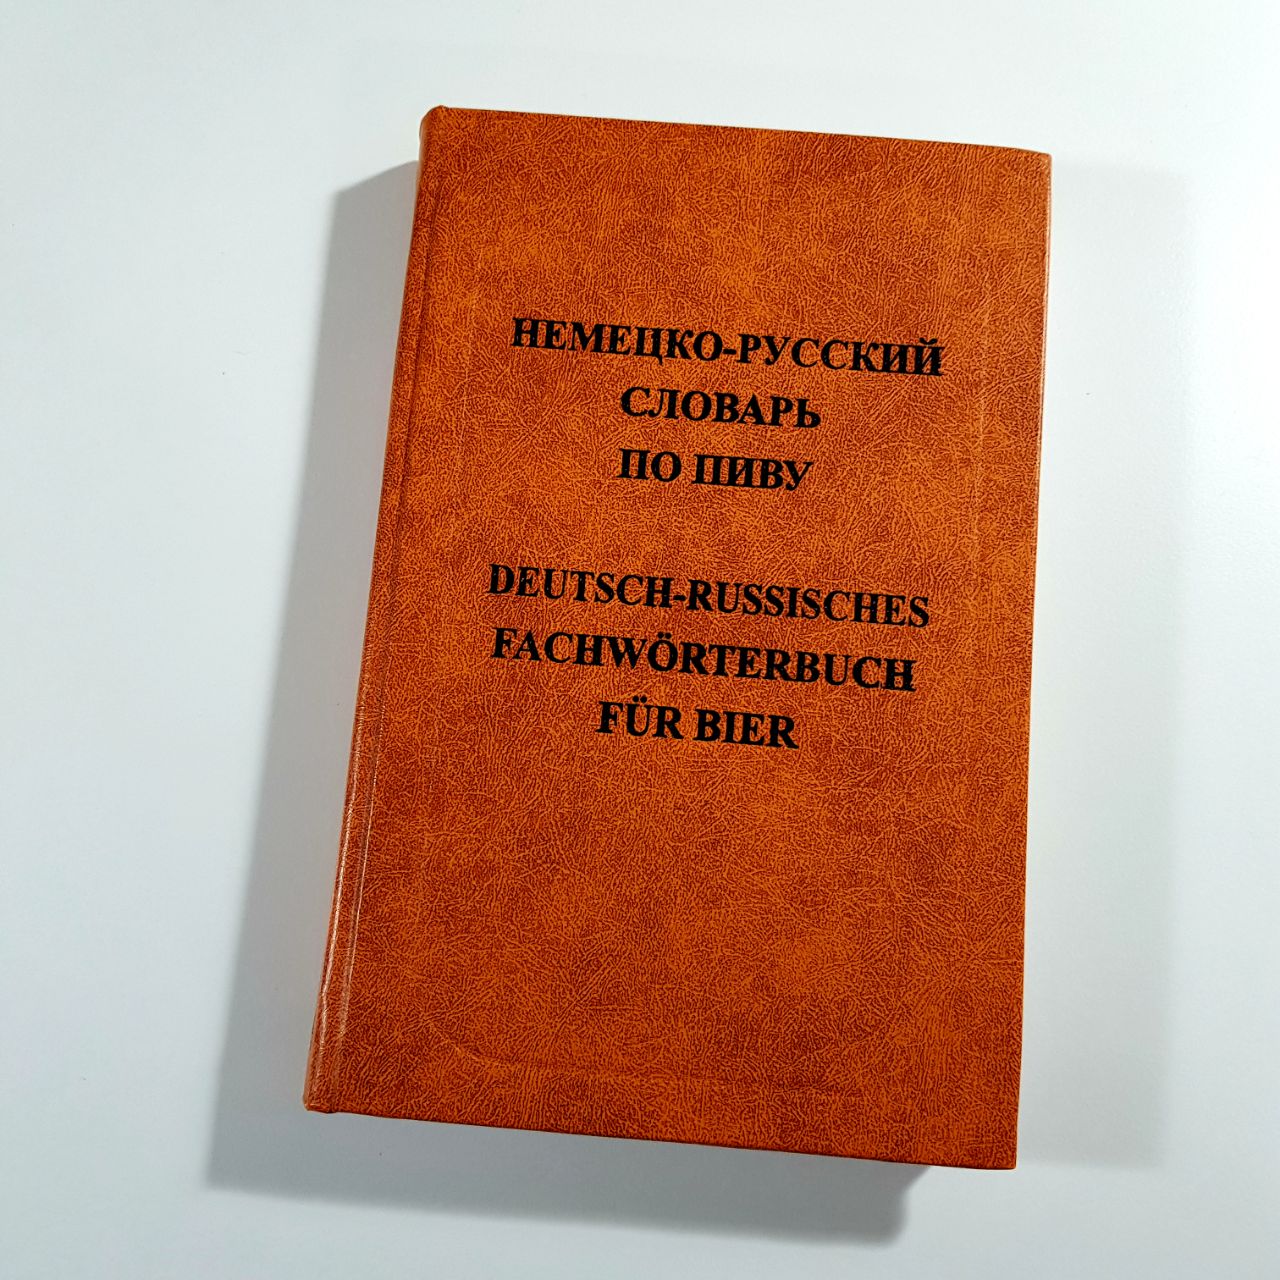 НЕМЕЦКО-РУССКИЙ
СЛОВАРЬ
ПО ПИВУ
DEUTSCH-RUSSISCHES
FACHWÖRTERBUCH
FÜR BIER